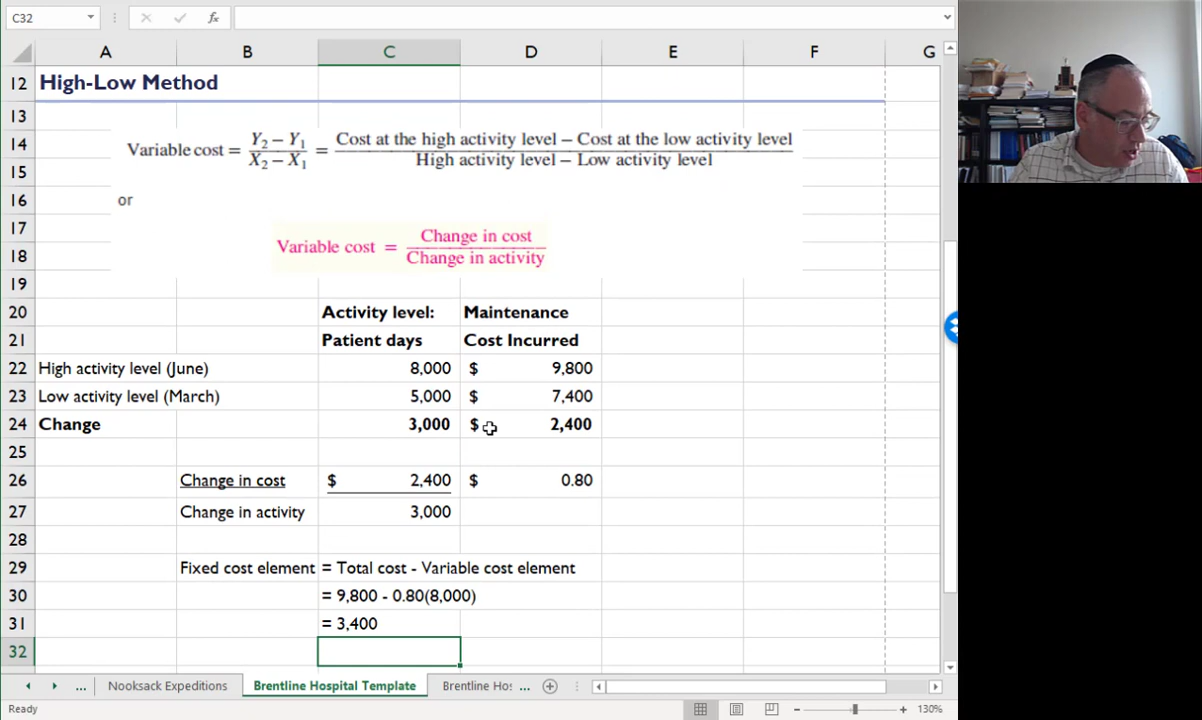 C32 fx
A B C D E F G
12 High-Low Method
13
14 Variable cost = Y2 − Y1 / X2 − X1 = Cost at the high activity level − Cost at the low activity level / High activity level − Low activity level
15
16 or
17 Variable cost = Change in cost / Change in activity
18
19
20 Activity level: Maintenance
21 Patient days Cost Incurred
22 High activity level (June) 8,000 $ 9,800
23 Low activity level (March) 5,000 $ 7,400
24 Change 3,000 $ 2,400
25
26 Change in cost $ 2,400 $ 0.80
27 Change in activity 3,000
28
29 Fixed cost element = Total cost - Variable cost element
30 = 9,800 - 0.80(8,000)
31 = 3,400
32
... Nooksack Expeditions Brentline Hospital Template Brentline Hos ...
Ready 130%